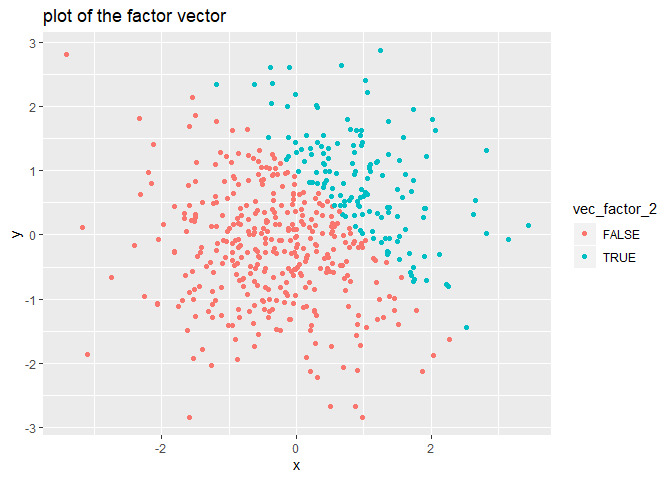 plot of the factor vector
3
2
1
0
-1
-2
-3
y
-2
0
2
x
vec_factor_2
FALSE
TRUE